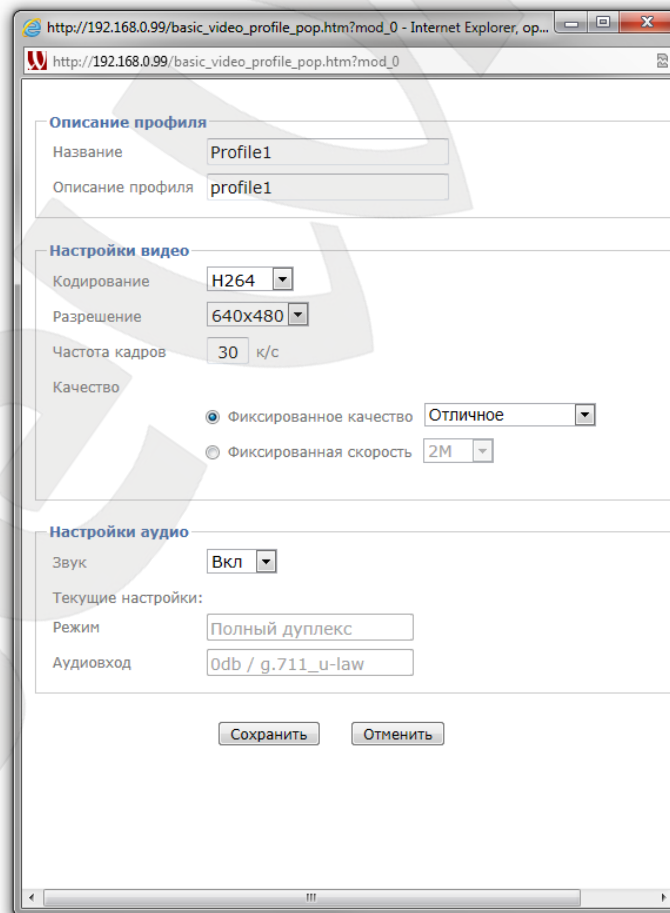 http://192.168.0.99/basic_video_profile_pop.htm?mod_0 - Internet Explorer, op...
http://192.168.0.99/basic_video_profile_pop.htm?mod_0
Описание профиля
Название Profile1
Описание профиля profile1
Настройки видео
Кодирование H264
Разрешение 640x480
Частота кадров 30 к/с
Качество
Фиксированное качество Отличное
Фиксированная скорость 2M
Настройки аудио
Звук Вкл
Текущие настройки:
Режим Полный дуплекс
Аудиовход 0db / g.711_u-law
Сохранить Отменить